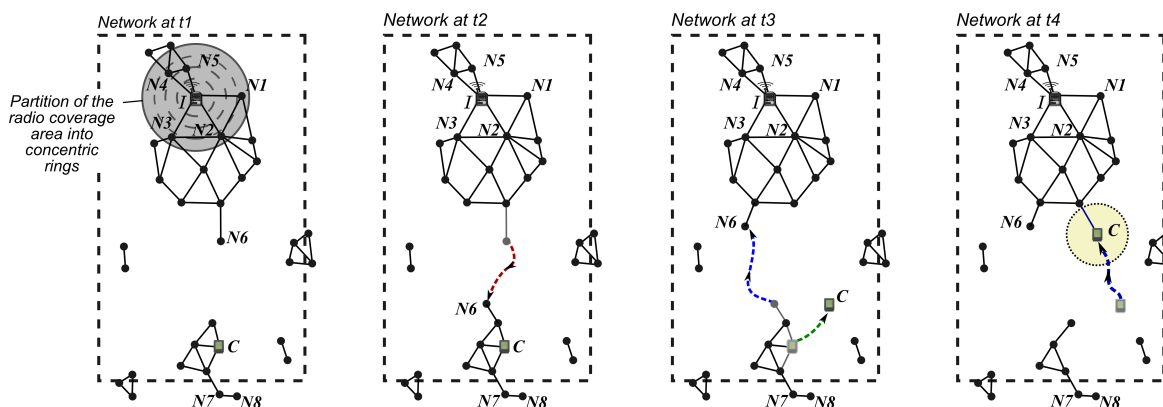 Network at t1
N5
N4
N1
I
N3
N2
Partition of the
radio coverage
area into
concentric
rings
N6
C
N7
N8
Network at t2
N5
N4
N1
I
N3
N2
N6
C
N7
N8
Network at t3
N5
N4
N1
I
N3
N2
N6
C
N7
N8
Network at t4
N5
N4
N1
I
N3
N2
N6
C
N7
N8